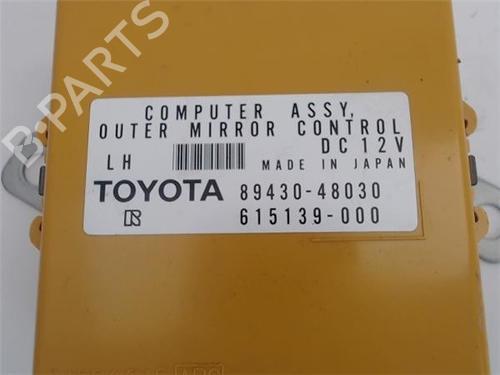 COMPUTER ASSY,
OUTER MIRROR CONTROL
LH
DC12V
MADE IN JAPAN
TOYOTA 89430-48030
R 615139-000
B-PARTS